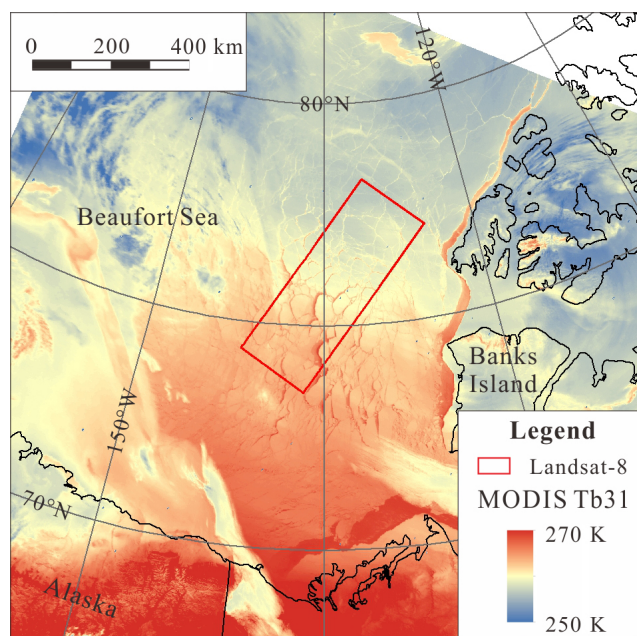 0 200 400 km
120°W
80°N
Beaufort Sea
Banks
Island
150°W
70°N
Alaska
Legend
Landsat-8
MODIS Tb31
270 K
250 K